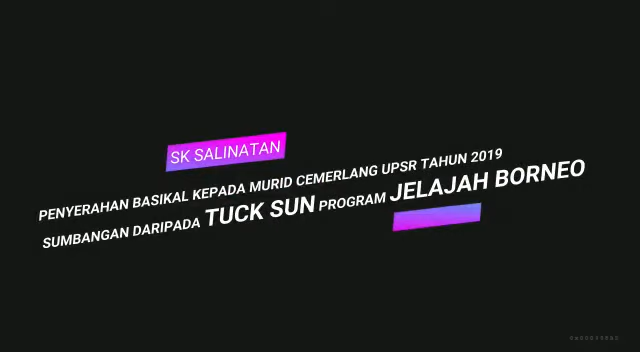 SK SALINATAN
PENYERAHAN BASIKAL KEPADA MURID CEMERLANG UPSR TAHUN 2019
SUMBANGAN DARIPADA TUCK SUN PROGRAM JELAJAH BORNEO